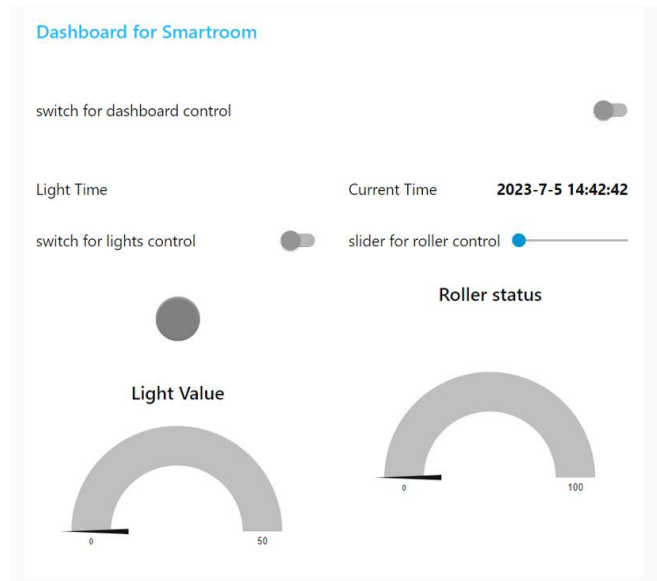 Dashboard for Smartroom
switch for dashboard control
Light Time
Current Time 2023-7-5 14:42:42
switch for lights control
slider for roller control
Roller status
Light Value
0 100
0 50